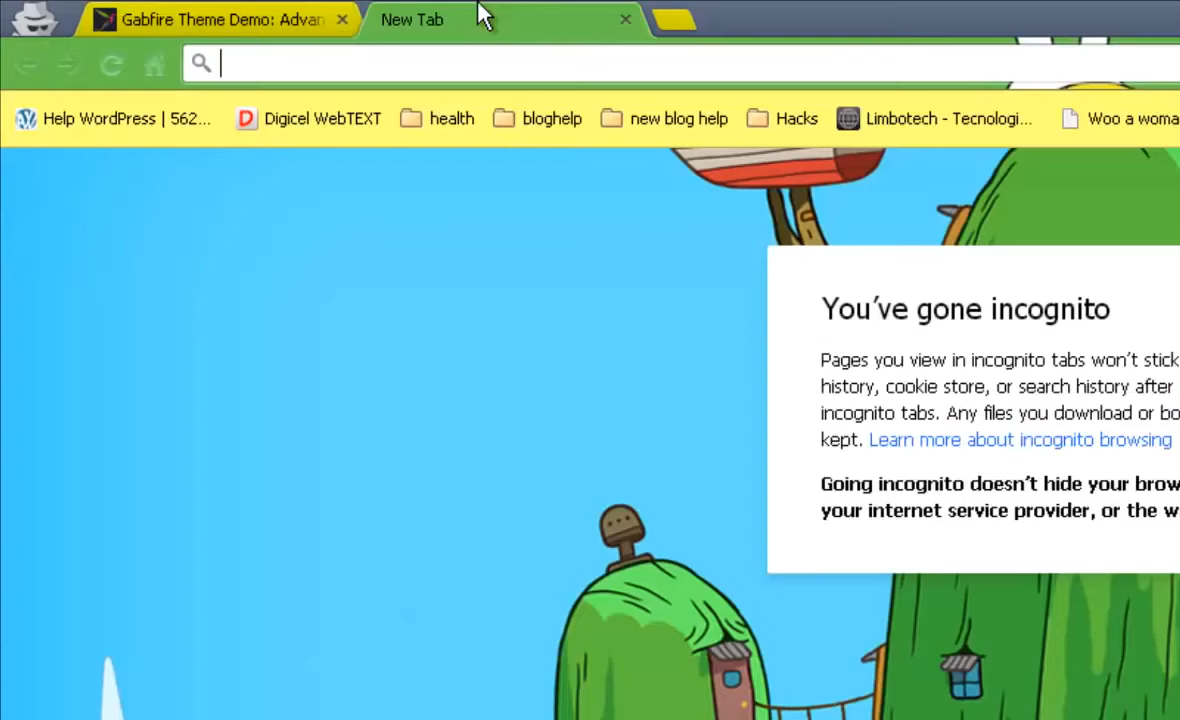 Gabfire Theme Demo: Advan
New Tab
Help WordPress | 562...
D Digicel WebTEXT
health
bloghelp
new blog help
Hacks
Limbotech - Tecnologi...
Woo a woma
You've gone incognito
Pages you view in incognito tabs won't stick
history, cookie store, or search history after
incognito tabs. Any files you download or bo
kept. Learn more about incognito browsing
Going incognito doesn't hide your brow
your internet service provider, or the w